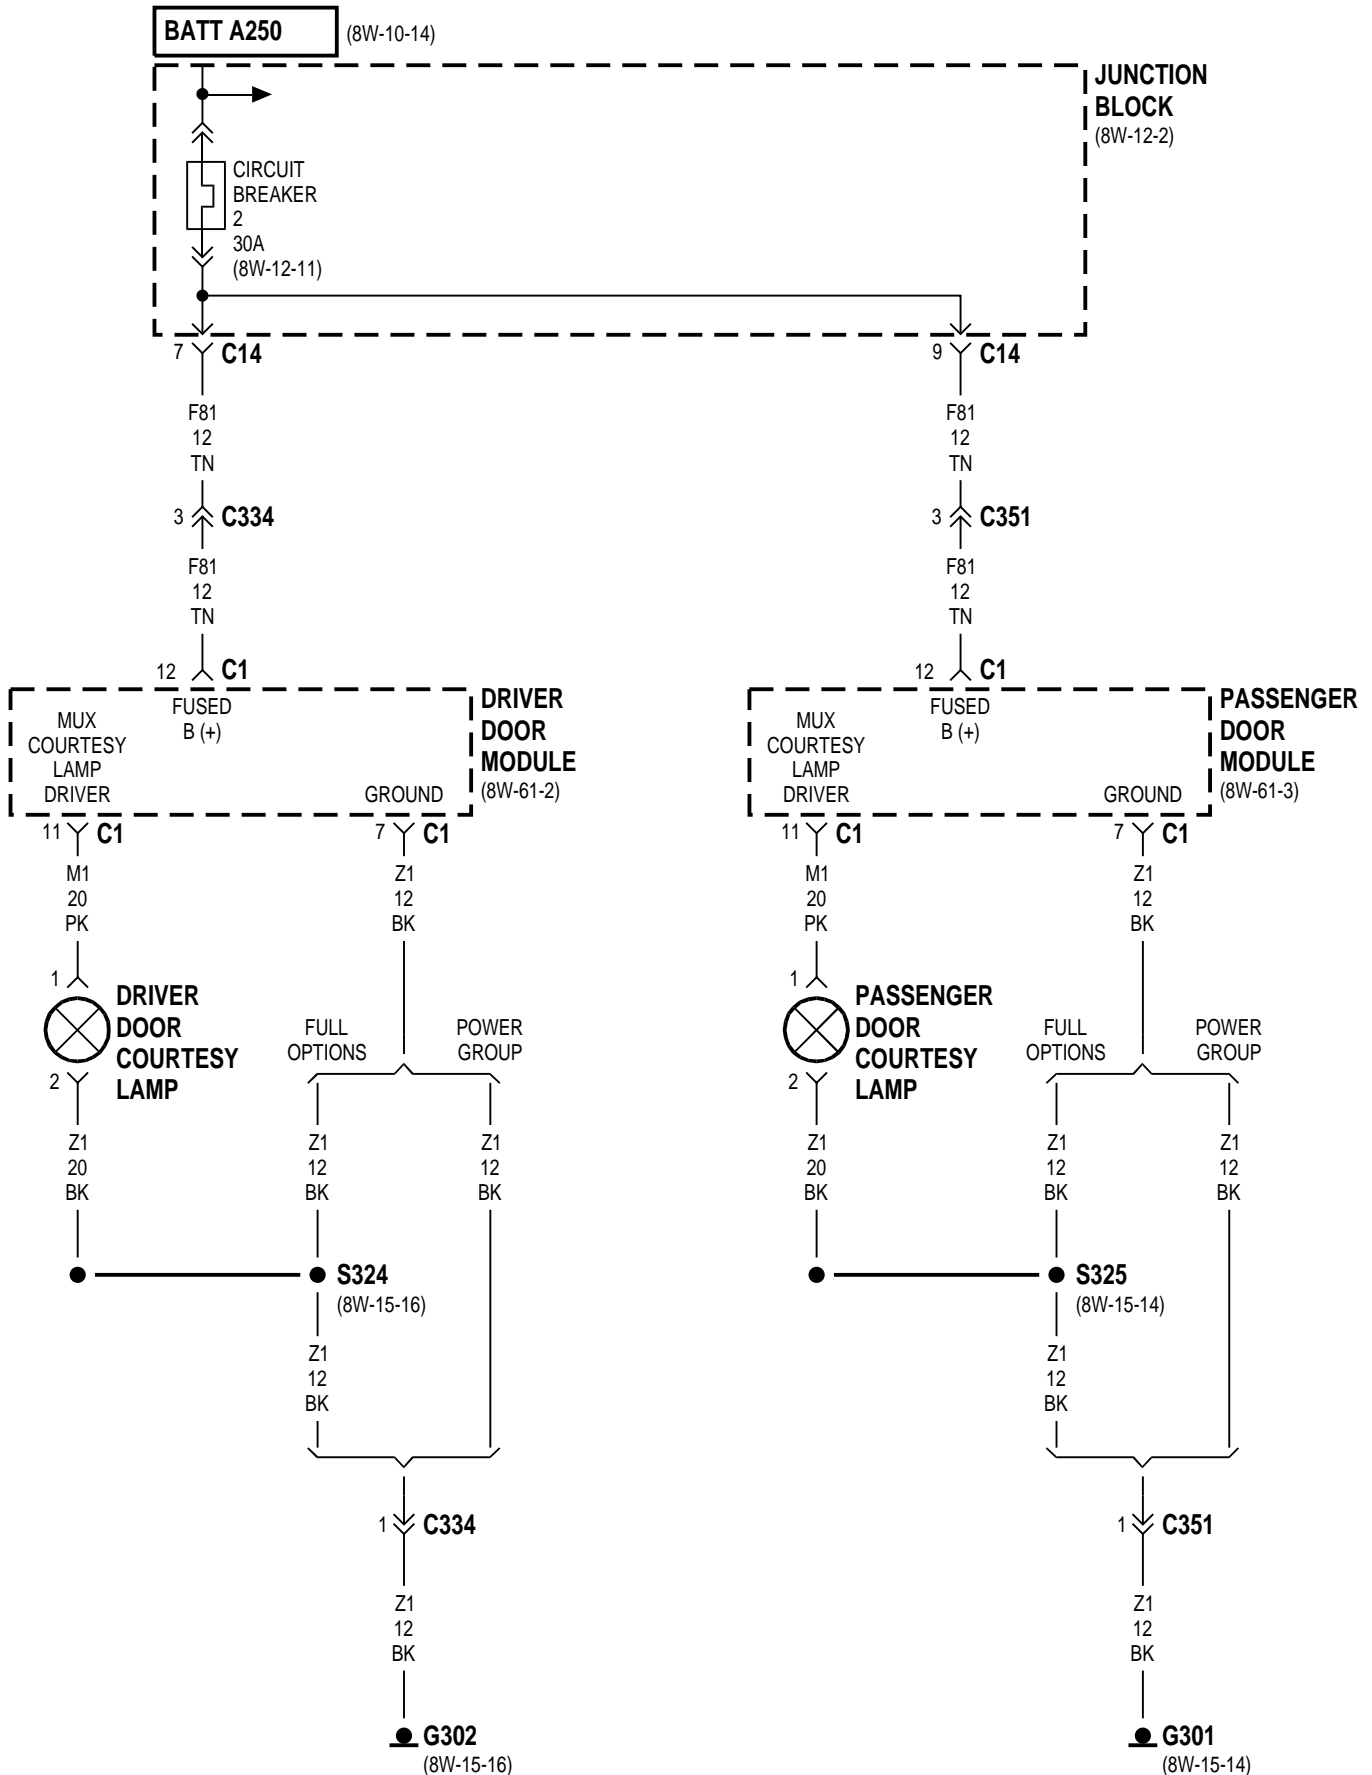 BATT A250 (8W-10-14)
JUNCTION
BLOCK
(8W-12-2)
CIRCUIT
BREAKER
2
30A
(8W-12-11)
7 C14
9 C14
F81
12
TN
F81
12
TN
3 C334
3 C351
F81
12
TN
F81
12
TN
12 C1
12 C1
FUSED
B (+)
MUX
COURTESY
LAMP
DRIVER
GROUND
DRIVER
DOOR
MODULE
(8W-61-2)
FUSED
B (+)
MUX
COURTESY
LAMP
DRIVER
GROUND
PASSENGER
DOOR
MODULE
(8W-61-3)
11 C1
7 C1
11 C1
7 C1
M1
20
PK
Z1
12
BK
M1
20
PK
Z1
12
BK
1
DRIVER
DOOR
COURTESY
LAMP
2
FULL
OPTIONS
POWER
GROUP
1
PASSENGER
DOOR
COURTESY
LAMP
2
FULL
OPTIONS
POWER
GROUP
Z1
20
BK
Z1
12
BK
Z1
12
BK
Z1
20
BK
Z1
12
BK
Z1
12
BK
S324
(8W-15-16)
S325
(8W-15-14)
Z1
12
BK
Z1
12
BK
1 C334
1 C351
Z1
12
BK
Z1
12
BK
G302
(8W-15-16)
G301
(8W-15-14)